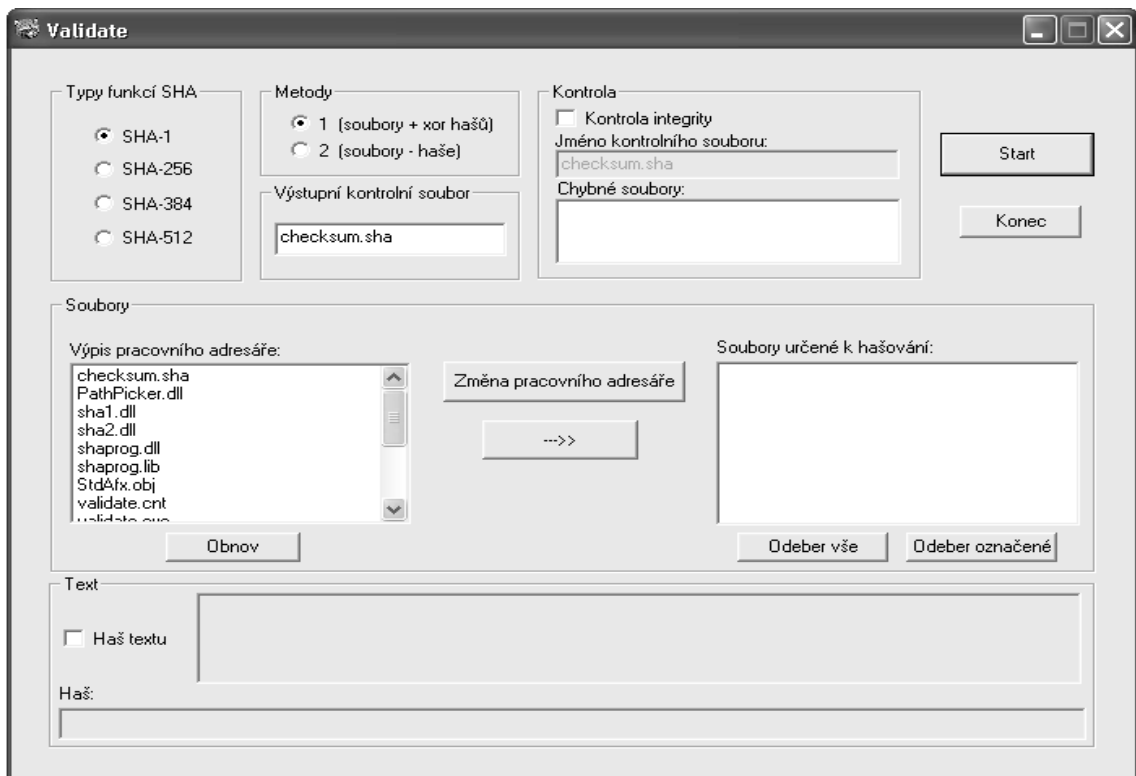 Validate
Typy funkcí SHA
SHA-1
SHA-256
SHA-384
SHA-512
Metody
1 (soubory + xor hašů)
2 (soubory - haše)
Výstupní kontrolní soubor
checksum.sha
Kontrola
Kontrola integrity
Jméno kontrolního souboru:
checksum.sha
Chybné soubory:
Start
Konec
Soubory
Výpis pracovního adresáře:
checksum.sha
PathPicker.dll
sha1.dll
sha2.dll
shaprog.dll
shaprog.lib
StdAfx.obj
validate.cnt
Obnov
Změna pracovního adresáře
--->>
Soubory určené k hašování:
Odeber vše
Odeber označené
Text
Haš textu
Haš: